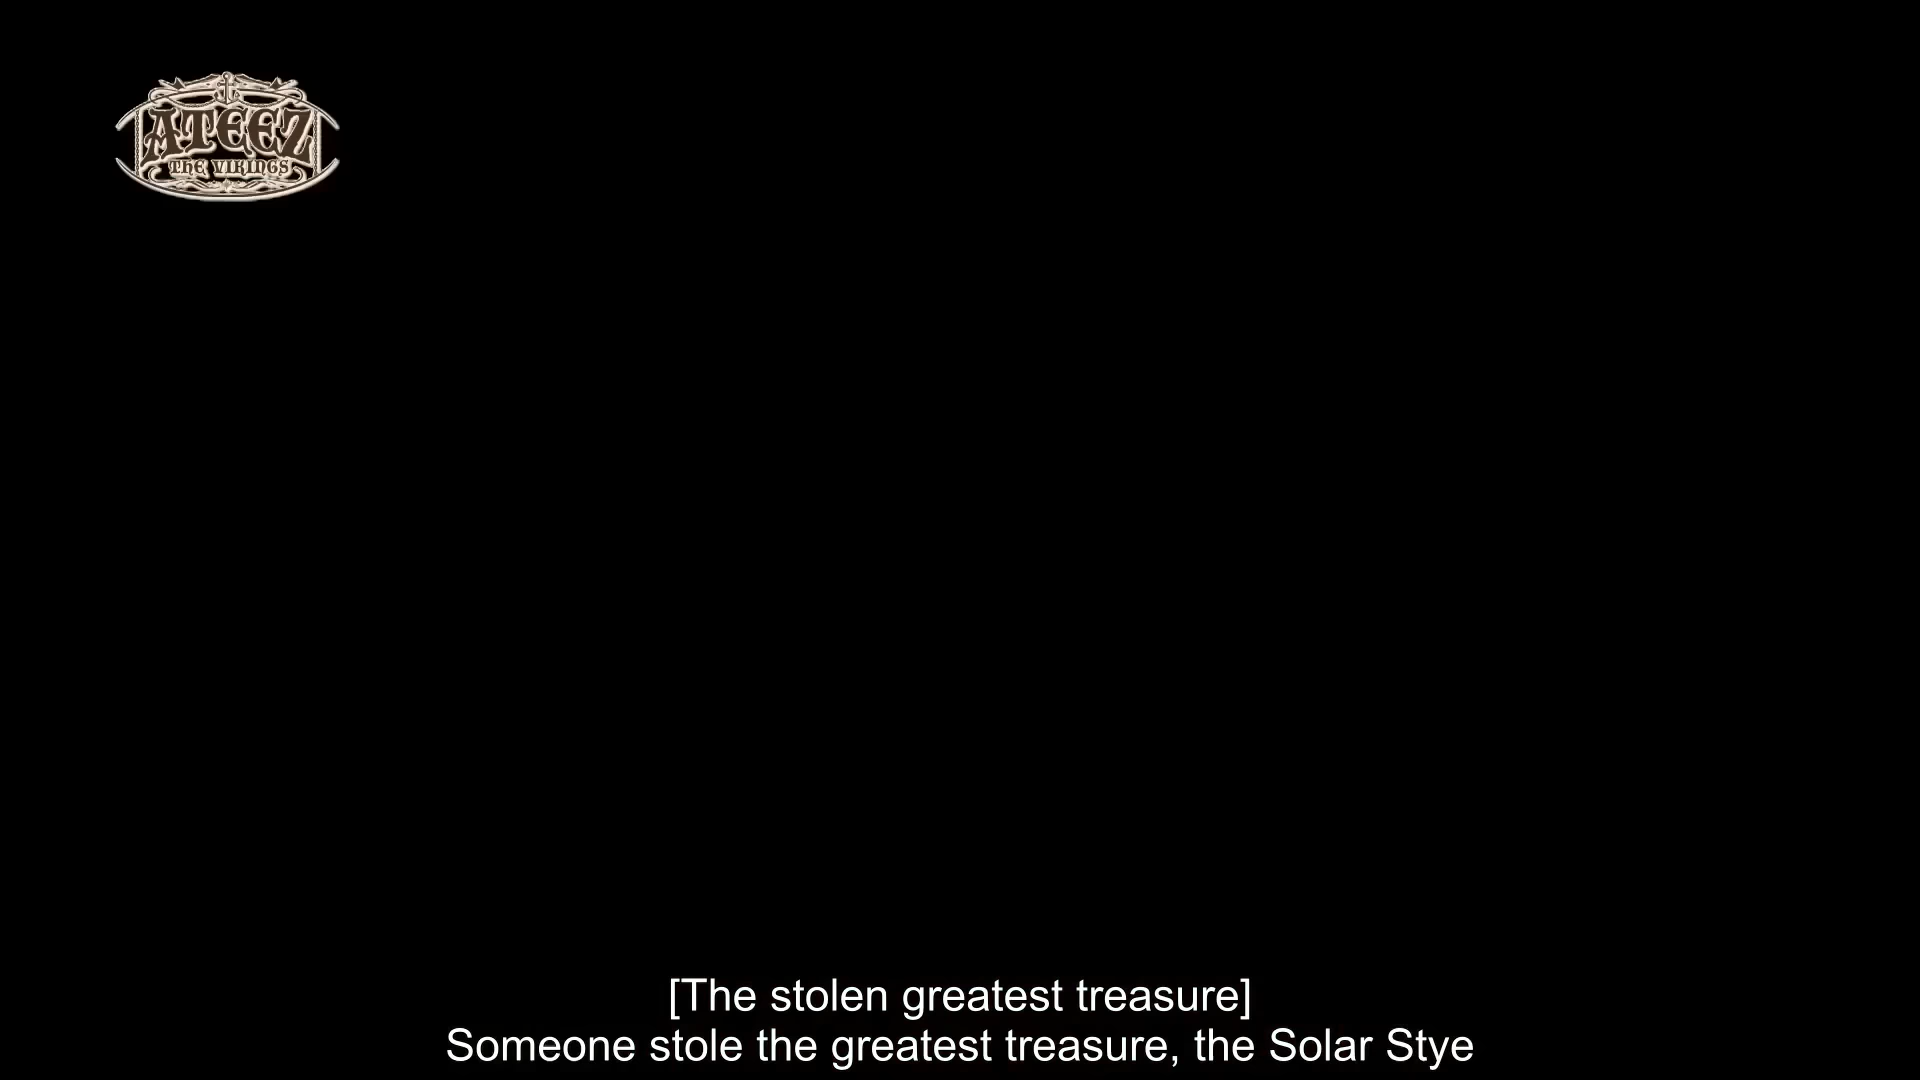 ATEEZ
THE VIKINGS
[The stolen greatest treasure]
Someone stole the greatest treasure, the Solar Stye